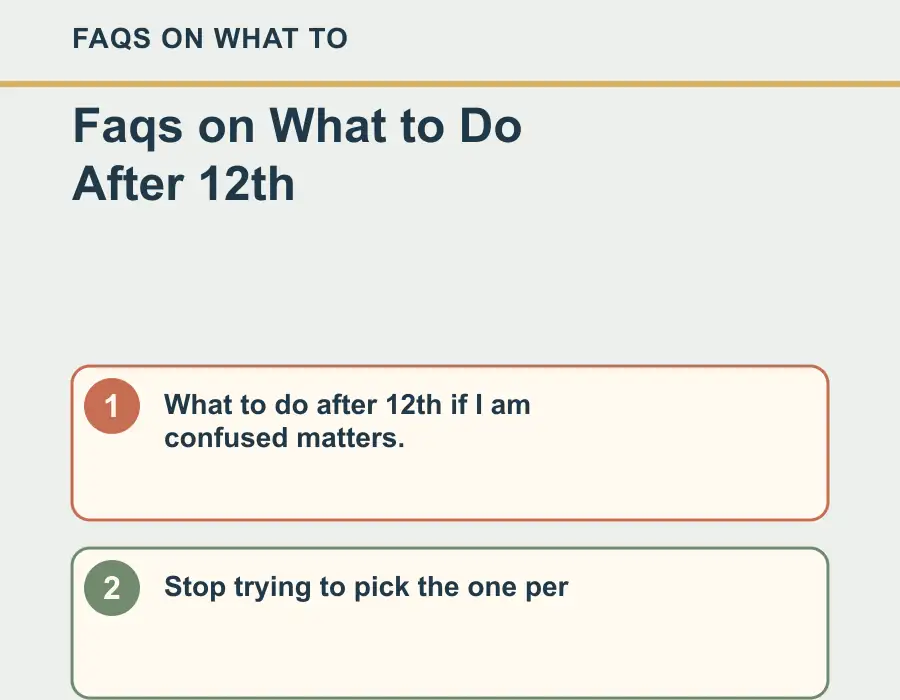 FAQS ON WHAT TO
Faqs on What to Do
After 12th
1
What to do after 12th if I am
confused matters.
2
Stop trying to pick the one per